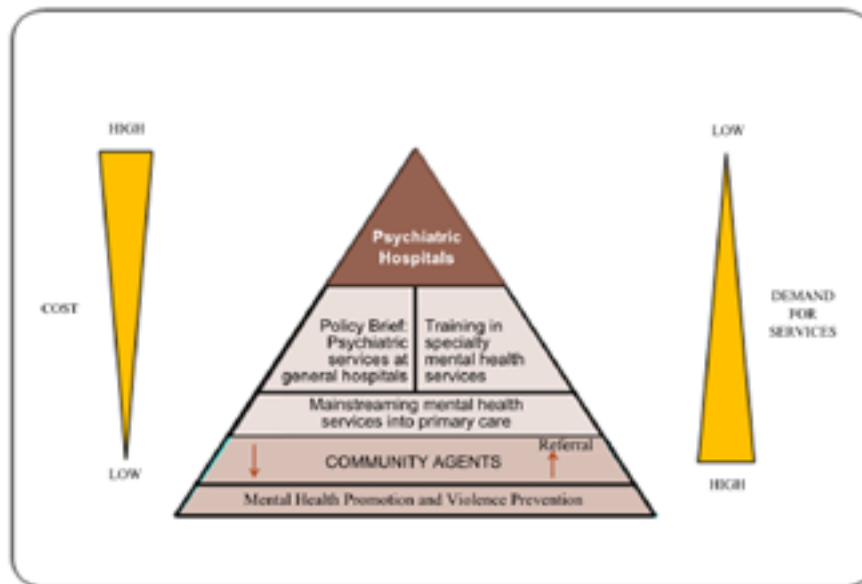 HIGH
LOW
Psychiatric
Hospitals
COST
DEMAND
FOR
SERVICES
Policy Brief:
Psychiatric
services at
general hospitals
Training in
specialty
mental health
services
Mainstreaming mental health
services into primary care
Referral
COMMUNITY AGENTS
LOW
HIGH
Mental Health Promotion and Violence Prevention